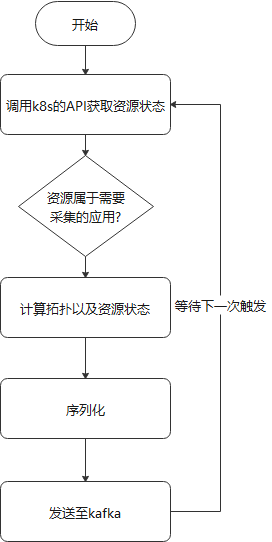 开始
调用k8s的API获取资源状态
资源属于需要
采集的应用?
计算拓扑以及资源状态
等待下一次触发
序列化
发送至kafka